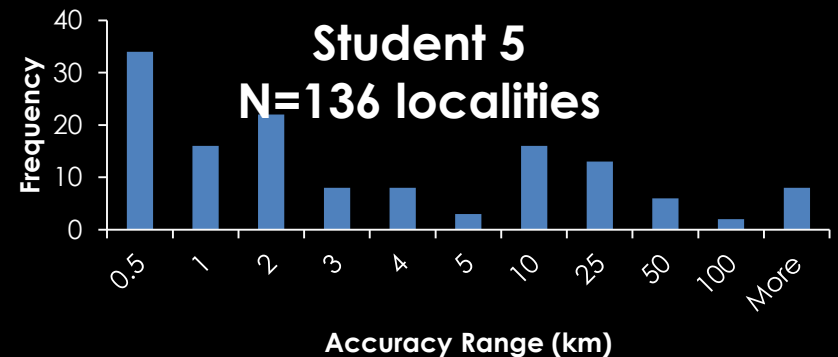 Student 5
N=136 localities
Frequency
40
30
20
10
0
0.5 1 2 3 4 5 10 25 50 100 More
Accuracy Range (km)